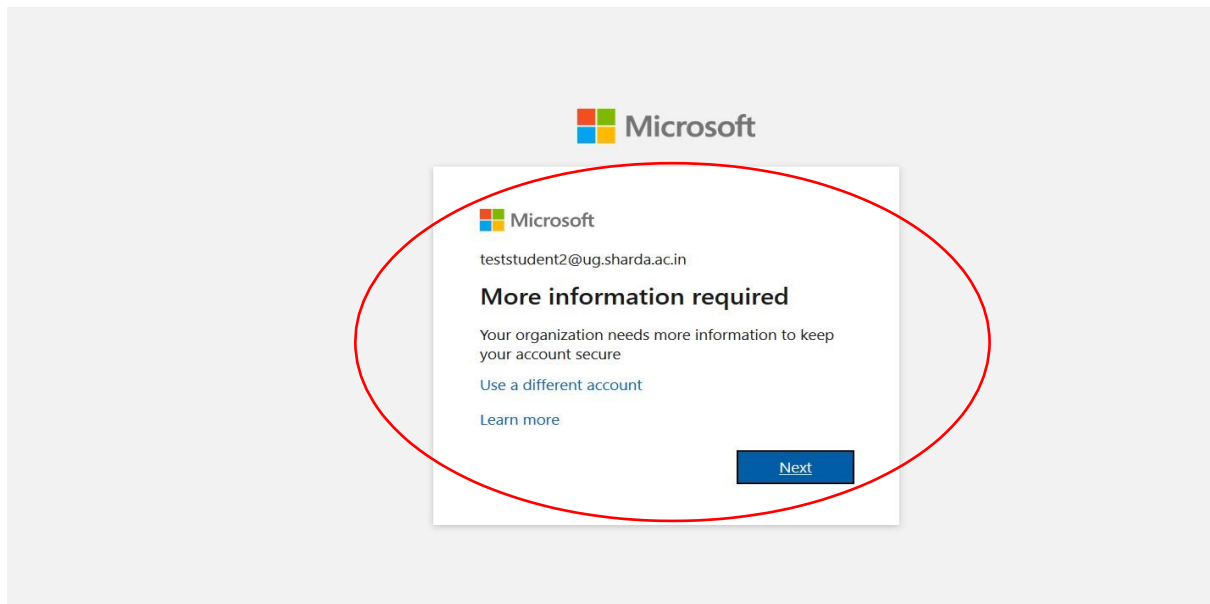 Microsoft
Microsoft
teststudent2@ug.sharda.ac.in
More information required
Your organization needs more information to keep
your account secure
Use a different account
Learn more
Next